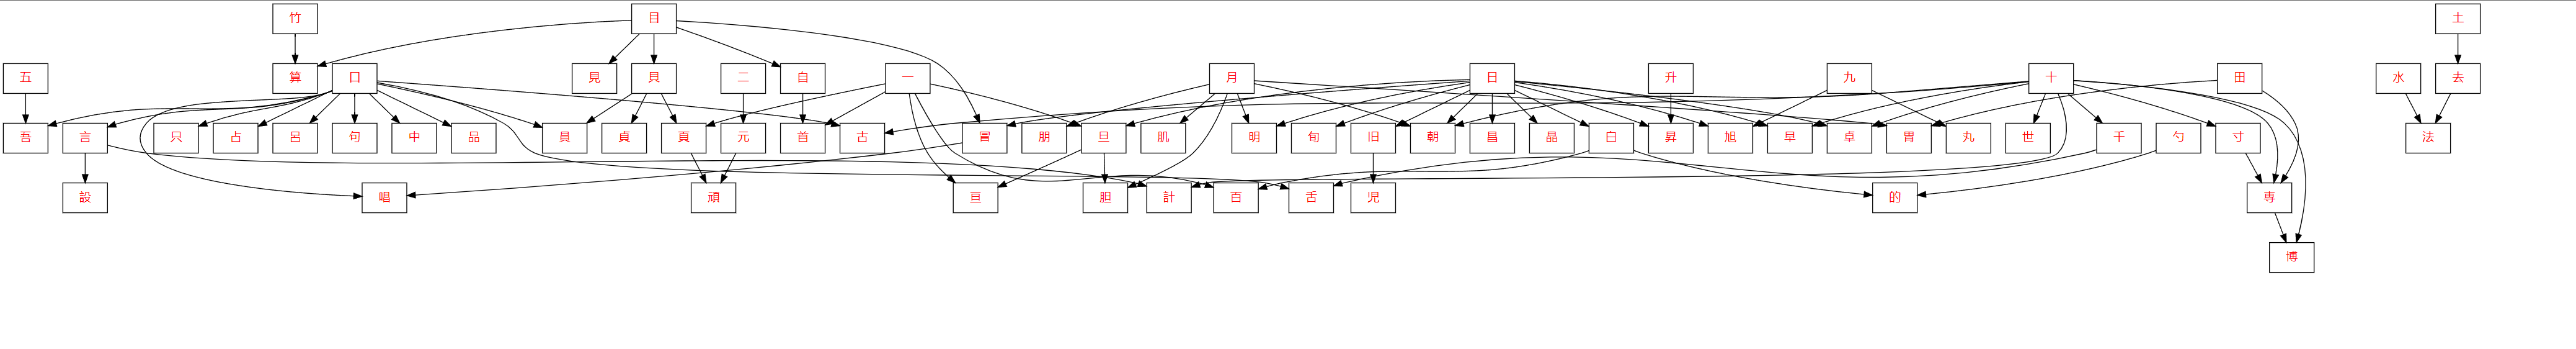 竹 目 土
五 算 口 見 貝 二 自 一 月 日 升 九 十 田 水 去
吾 言 只 占 呂 句 中 品 員 貞 頁 元 首 古 冒 朋 旦 肌 明 旬 旧 朝 昌 晶 白 昇 旭 早 卓 胃 丸 世 干 勺 寸 法
設 唱 頑 亘 胆 計 百 舌 児 的 専
博